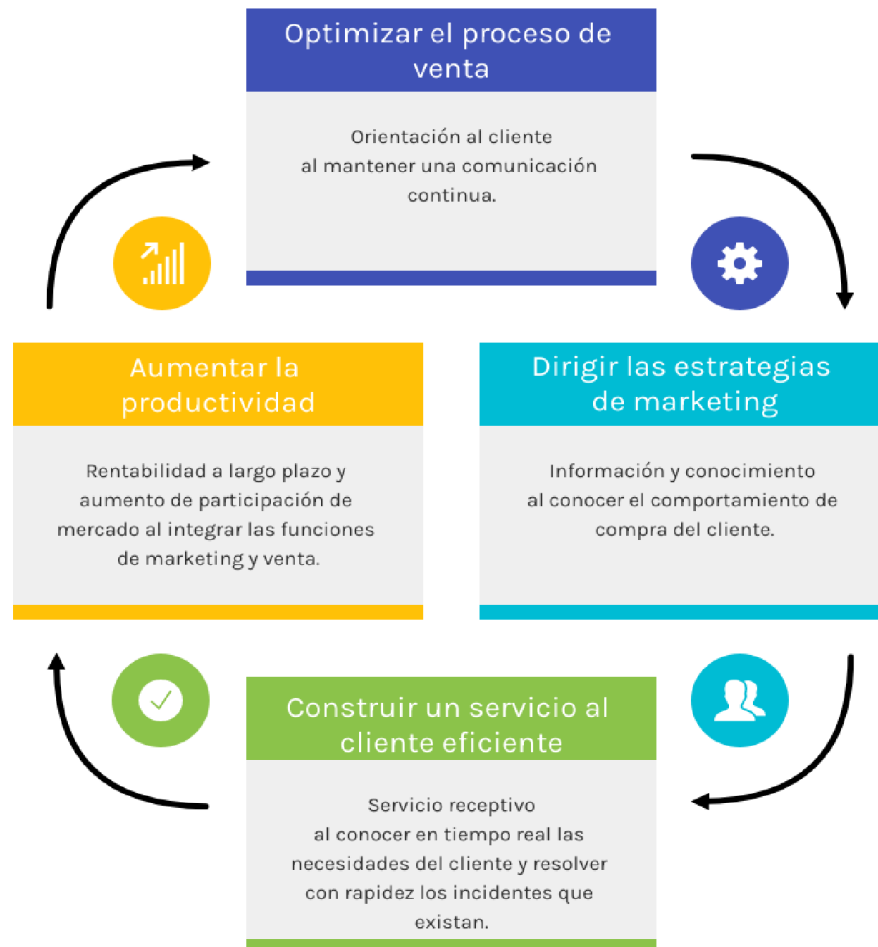 Optimizar el proceso de
venta
Orientación al cliente
al mantener una comunicación
continua.
Aumentar la
productividad
Rentabilidad a largo plazo y
aumento de participación de
mercado al integrar las funciones
de marketing y venta.
Dirigir las estrategias
de marketing
Información y conocimiento
al conocer el comportamiento de
compra del cliente.
Construir un servicio al
cliente eficiente
Servicio receptivo
al conocer en tiempo real las
necesidades del cliente y resolver
con rapidez los incidentes que
existan.